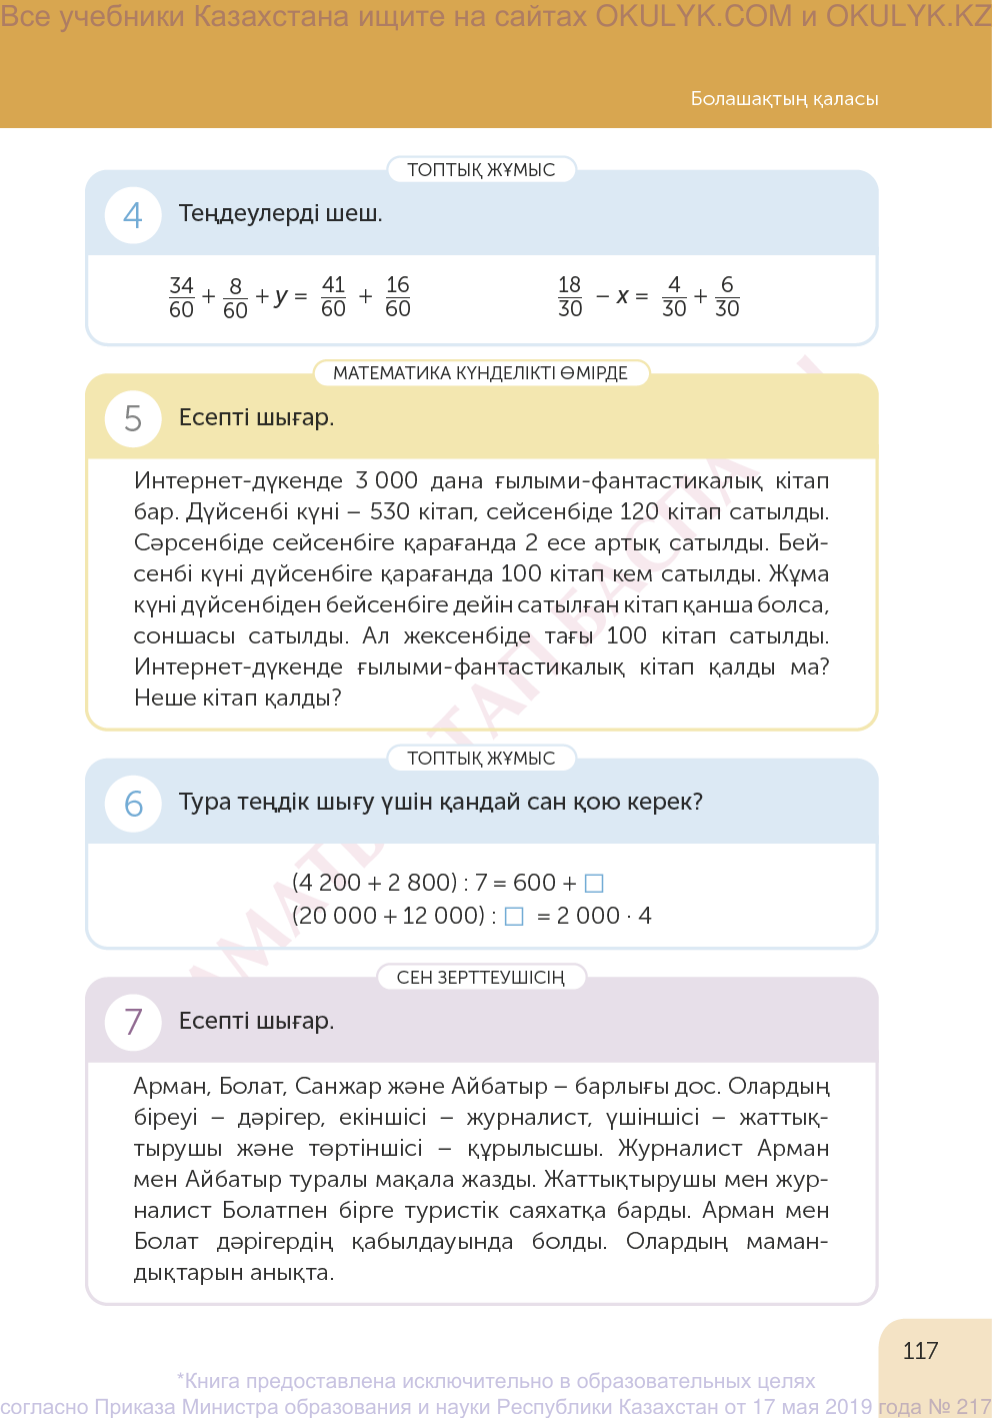 Все учебники Казахстана ищите на сайтах OKULYK.COM и OKULYK.KZ
Болашақтың қаласы
ТОПТЫҚ ЖҰМЫС
4 Теңдеулерді шеш.
34/60 + 8/60 + y = 41/60 + 16/60 18/30 – x = 4/30 + 6/30
МАТЕМАТИКА КҮНДЕЛІКТІ ӨМІРДЕ
5 Есепті шығар.
Интернет-дүкенде 3 000 дана ғылыми-фантастикалық кітап
бар. Дүйсенбі күні – 530 кітап, сейсенбіде 120 кітап сатылды.
Сәрсенбіде сейсенбіге қарағанда 2 есе артық сатылды. Бей-
сенбі күні дүйсенбіге қарағанда 100 кітап кем сатылды. Жұма
күні дүйсенбіден бейсенбіге дейін сатылған кітап қанша болса,
соншасы сатылды. Ал жексенбіде тағы 100 кітап сатылды.
Интернет-дүкенде ғылыми-фантастикалық кітап қалды ма?
Неше кітап қалды?
ТОПТЫҚ ЖҰМЫС
6 Тура теңдік шығу үшін қандай сан қою керек?
(4 200 + 2 800) : 7 = 600 + □
(20 000 + 12 000) : □ = 2 000 · 4
СЕН ЗЕРТТЕУШІСІҢ
7 Есепті шығар.
Арман, Болат, Санжар және Айбатыр – барлығы дос. Олардың
біреуі – дәрігер, екіншісі – журналист, үшіншісі – жаттық-
тырушы және төртіншісі – құрылысшы. Журналист Арман
мен Айбатыр туралы мақала жазды. Жаттықтырушы мен жур-
налист Болатпен бірге туристік саяхатқа барды. Арман мен
Болат дәрігердің қабылдауында болды. Олардың маман-
дықтарын анықта.
117
*Книга предоставлена исключительно в образовательных целях
согласно Приказа Министра образования и науки Республики Казахстан от 17 мая 2019 года № 217